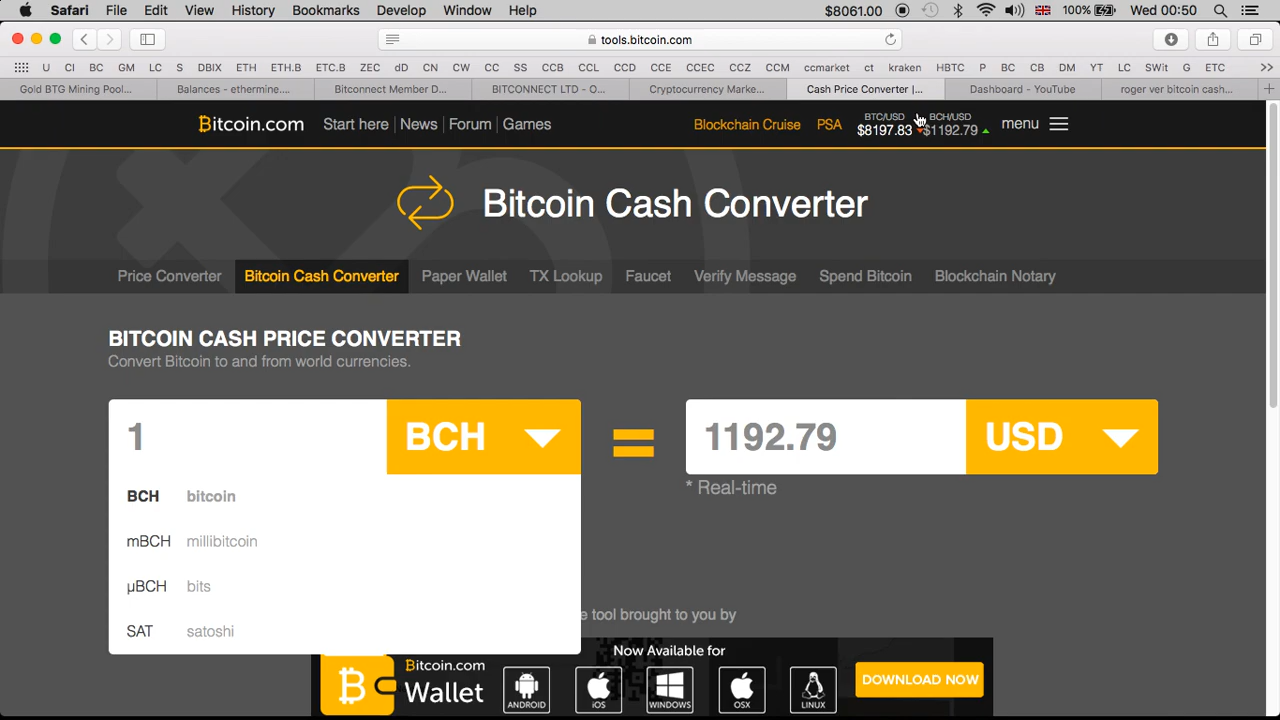 Safari File Edit View History Bookmarks Develop Window Help $8061.00 100% Wed 00:50
tools.bitcoin.com
U CI BC GM LC S DBIX ETH ETH.B ETC.B ZEC dD CN CW CC SS CCB CCL CCD CCE CCEC CCZ CCM ccmarket ct kraken HBTC P BC CB DM YT LC SWit G ETC
Gold BTG Mining Pool... Balances - ethermine.... Bitconnect Member D... BITCONNECT LTD - O... Cryptocurrency Marke... Cash Price Converter |... Dashboard - YouTube roger ver bitcoin cash...
Bitcoin.com Start here News Forum Games Blockchain Cruise PSA BTC/USD BCH/USD menu
$8197.83 $1192.79
Bitcoin Cash Converter
Price Converter Bitcoin Cash Converter Paper Wallet TX Lookup Faucet Verify Message Spend Bitcoin Blockchain Notary
BITCOIN CASH PRICE CONVERTER
Convert Bitcoin to and from world currencies.
1 BCH = 1192.79 USD
* Real-time
BCH bitcoin
mBCH millibitcoin
µBCH bits
SAT satoshi
e tool brought to you by
Now Available for
Bitcoin.com
Wallet
ANDROID iOS WINDOWS OSX LINUX
DOWNLOAD NOW